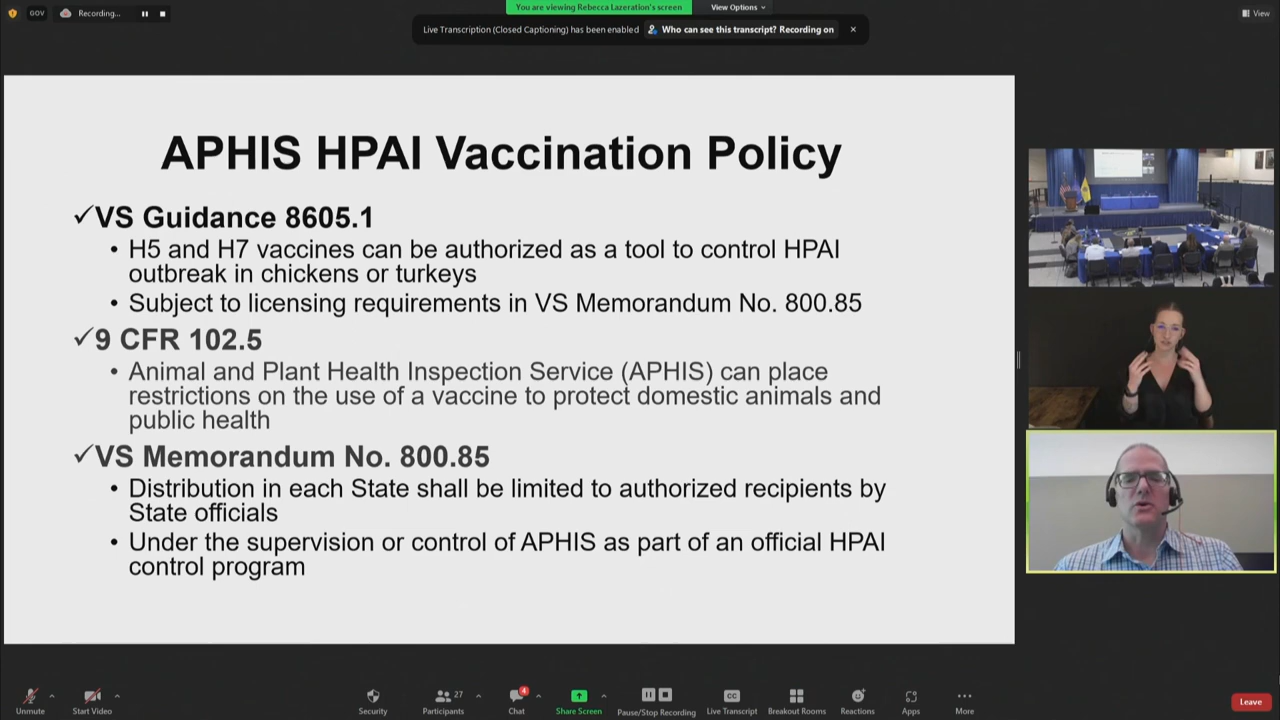 GOV
Recording...
You are viewing Rebecca Lazeration's screen
View Options
View
Live Transcription (Closed Captioning) has been enabled Who can see this transcript? Recording on
APHIS HPAI Vaccination Policy
✓VS Guidance 8605.1
• H5 and H7 vaccines can be authorized as a tool to control HPAI
outbreak in chickens or turkeys
• Subject to licensing requirements in VS Memorandum No. 800.85
✓9 CFR 102.5
• Animal and Plant Health Inspection Service (APHIS) can place
restrictions on the use of a vaccine to protect domestic animals and
public health
✓VS Memorandum No. 800.85
• Distribution in each State shall be limited to authorized recipients by
State officials
• Under the supervision or control of APHIS as part of an official HPAI
control program
Unmute
Start Video
Security
27
Participants
4
Chat
Share Screen
Pause/Stop Recording
CC
Live Transcript
Breakout Rooms
Reactions
Apps
More
Leave